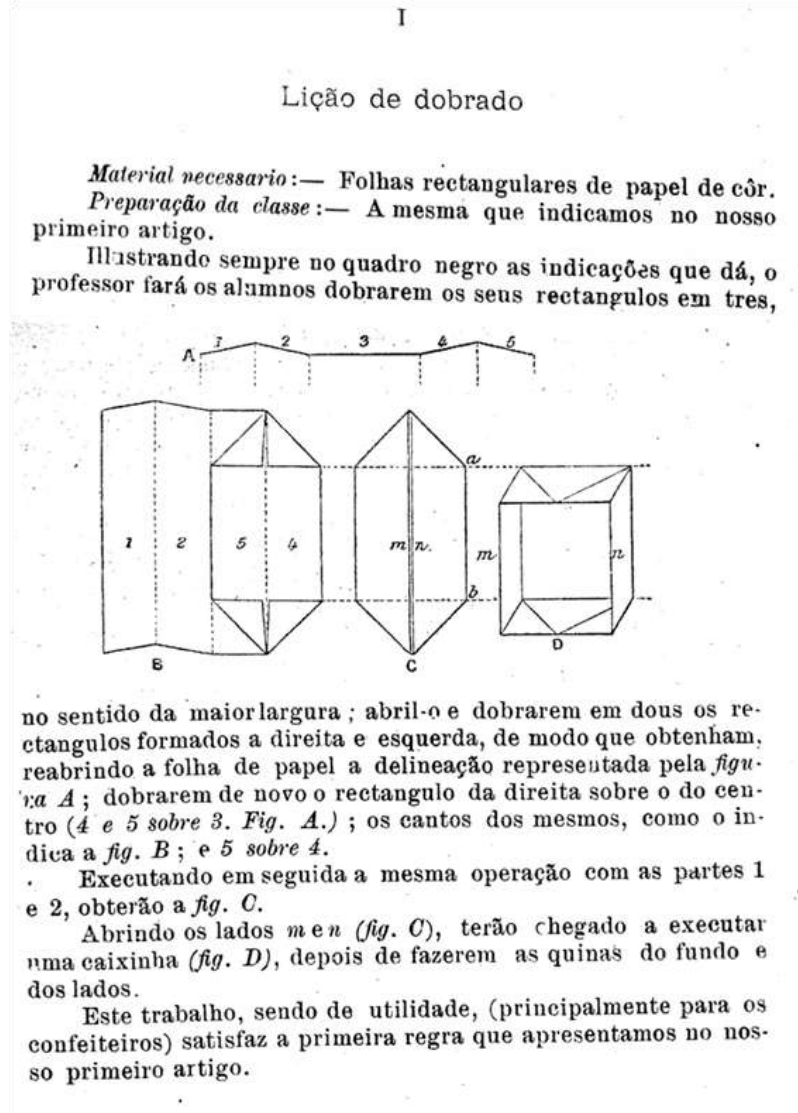 I
Lição de dobrado
Material necessario:— Folhas rectangulares de papel de côr.
Preparação da classe:— A mesma que indicamos no nosso
primeiro artigo.
Illustrando sempre no quadro negro as indicações que dá, o
professor fará os alumnos dobrarem os seus rectangulos em tres,
A 1 2 3 4 5
a
1 2 5 4 m n. m n
b
B C D
no sentido da maior largura; abril-o e dobrarem em dous os re-
ctangulos formados a direita e esquerda, de modo que obtenham,
reabrindo a folha de papel a delineação representada pela figu-
ra A; dobrarem de novo o rectangulo da direita sobre o do cen-
tro (4 e 5 sobre 3. Fig. A.); os cantos dos mesmos, como o in-
dica a fig. B; e 5 sobre 4.
Executando em seguida a mesma operação com as partes 1
e 2, obterão a fig. C.
Abrindo os lados m e n (fig. C), terão chegado a executar
uma caixinha (fig. D), depois de fazerem as quinas do fundo e
dos lados.
Este trabalho, sendo de utilidade, (principalmente para os
confeiteiros) satisfaz a primeira regra que apresentamos no nos-
so primeiro artigo.